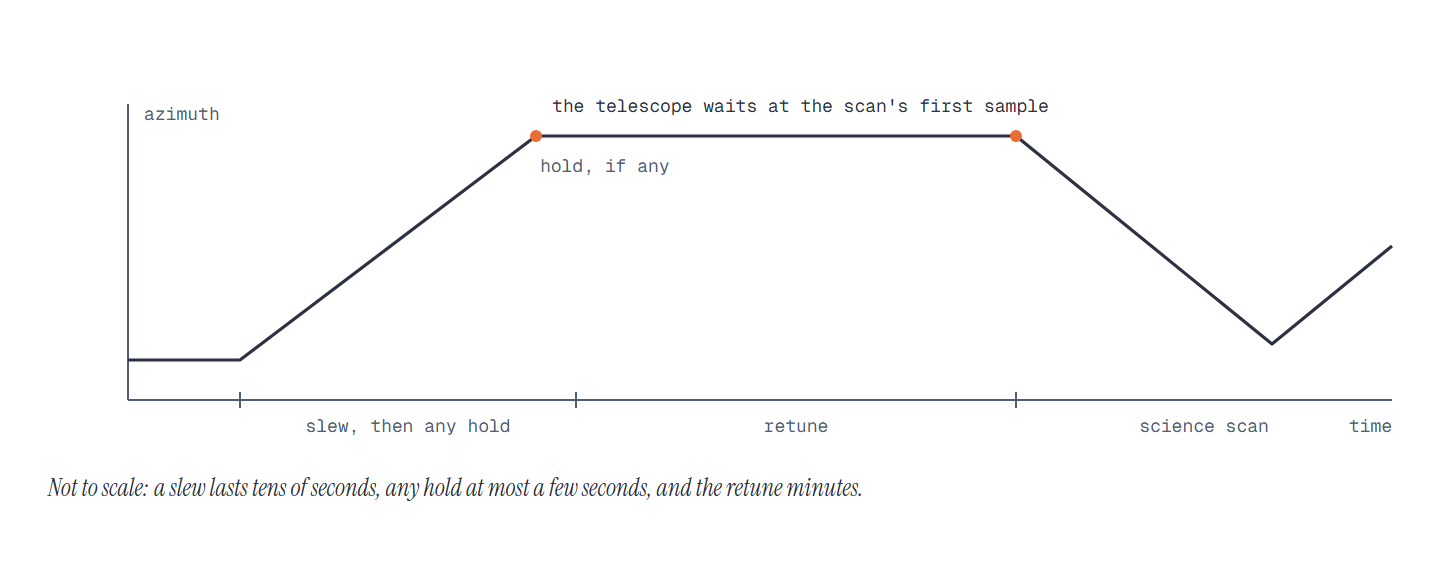 the telescope waits at the scan's first sample
azimuth
hold, if any
slew, then any hold
retune
science scan
time
Not to scale: a slew lasts tens of seconds, any hold at most a few seconds, and the retune minutes.